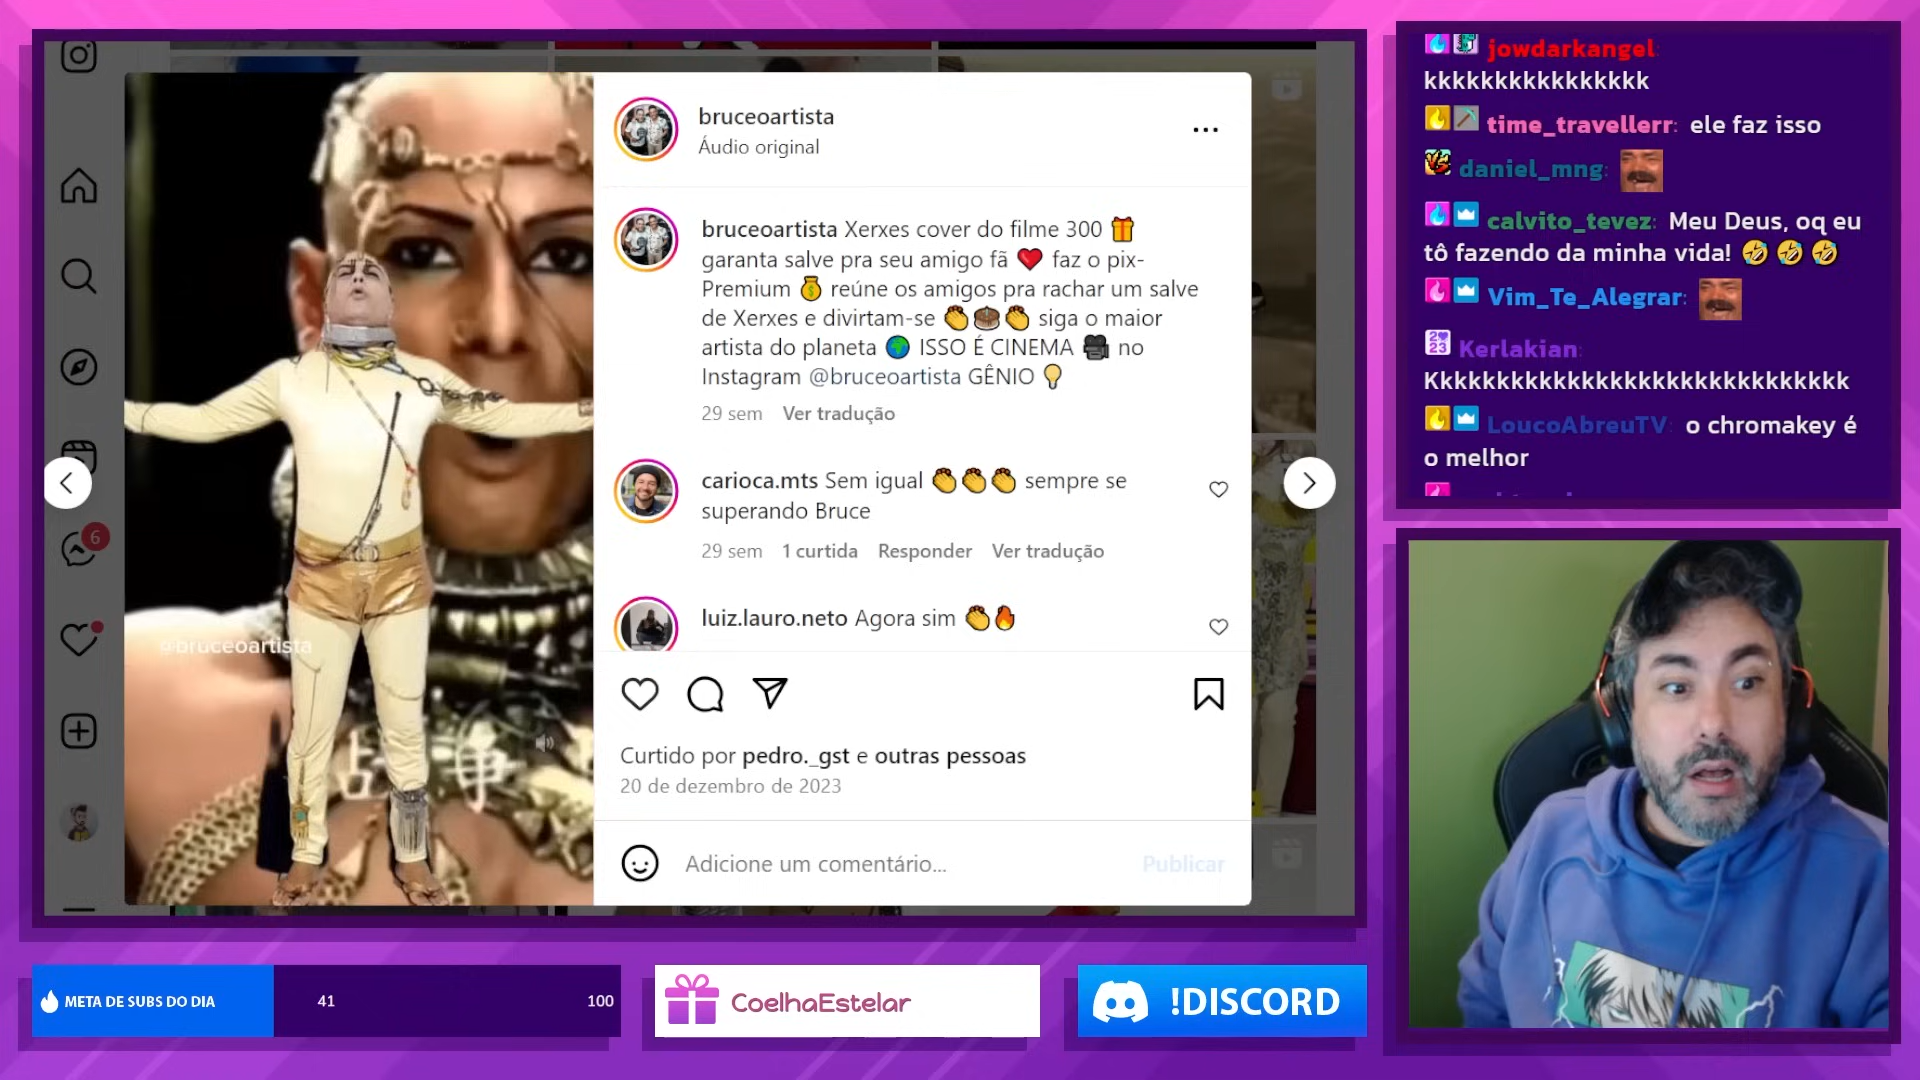 bruceoartista
Áudio original
bruceoartista Xerxes cover do filme 300 🎁
garanta salve pra seu amigo fã ❤️ faz o pix-
Premium 💰 reúne os amigos pra rachar um salve
de Xerxes e divirtam-se 👏🎂👏 siga o maior
artista do planeta 🌍 ISSO É CINEMA 🎥 no
Instagram @bruceoartista GÊNIO 💡
29 sem Ver tradução
carioca.mts Sem igual 👏👏👏 sempre se
superando Bruce
29 sem 1 curtida Responder Ver tradução
luiz.lauro.neto Agora sim 👏🔥
Curtido por pedro._gst e outras pessoas
20 de dezembro de 2023
Adicione um comentário...
Publicar
@bruceoartista
6
jowdarkangel:
kkkkkkkkkkkkkkkk
time_travellerr: ele faz isso
daniel_mng:
calvito_tevez: Meu Deus, oq eu
tô fazendo da minha vida! 🤣 🤣 🤣
Vim_Te_Alegrar:
Kerlakian:
Kkkkkkkkkkkkkkkkkkkkkkkkkkkkkk
LoucoAbreuTV: o chromakey é
o melhor
META DE SUBS DO DIA
41
100
CoelhaEstelar
!DISCORD